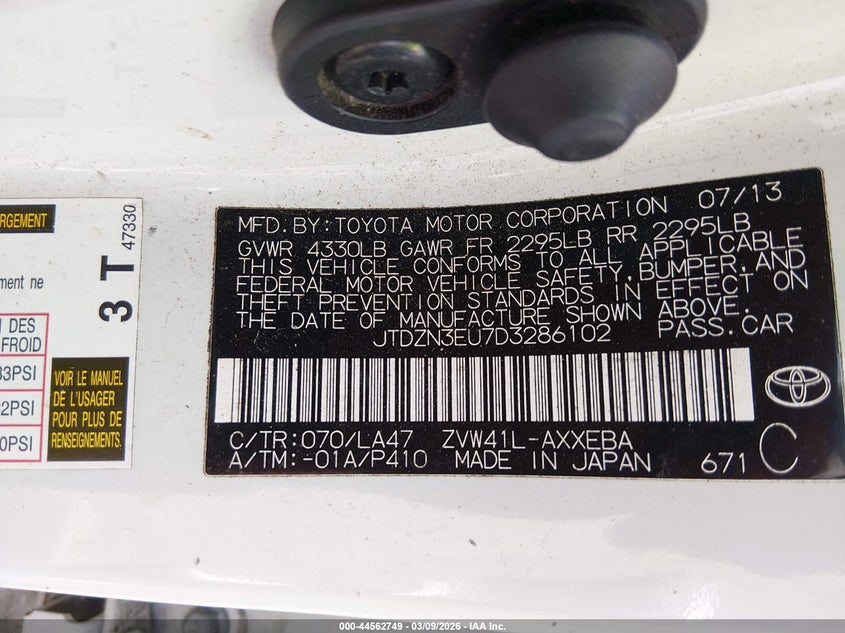 RGEMENT
ement ne
N DES
FROID
33PSI
32PSI
0PSI
3 T
47330
VOIR LE MANUEL
DE L'USAGER
POUR PLUS DE
RENSEIGNEMENTS.
MFD.BY:TOYOTA MOTOR CORPORATION 07/13
GVWR 4330LB GAWR FR 2295LB RR 2295LB
THIS VEHICLE CONFORMS TO ALL APPLICABLE
FEDERAL MOTOR VEHICLE SAFETY,BUMPER,AND
THEFT PREVENTION STANDARDS IN EFFECT ON
THE DATE OF MANUFACTURE SHOWN ABOVE.
JTDZN3EU7D3286102 PASS.CAR
C/TR:070/LA47 ZVW41L-AXXEBA
A/TM:-01A/P410 MADE IN JAPAN 671 C
000-44562749 | 03/09/2026 - IAA Inc.